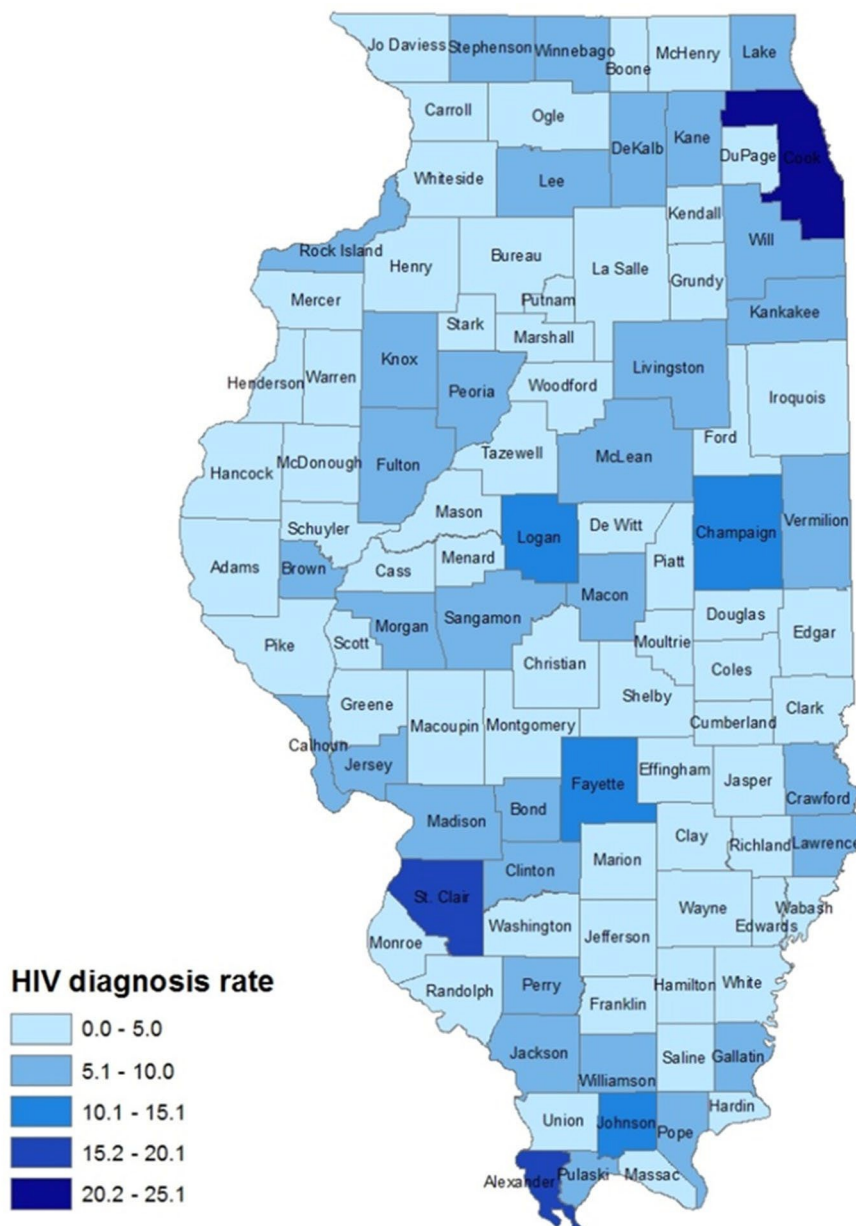 Jo Daviess
Stephenson
Winnebago
Boone
McHenry
Lake
Carroll
Ogle
DeKalb
Kane
Cook
DuPage
Whiteside
Lee
Kendall
Will
Rock Island
Henry
Bureau
La Salle
Grundy
Mercer
Putnam
Kankakee
Stark
Marshall
Knox
Livingston
Henderson
Warren
Peoria
Woodford
Iroquois
Ford
Tazewell
McLean
Hancock
McDonough
Fulton
Mason
Schuyler
Logan
De Witt
Champaign
Vermilion
Adams
Brown
Cass
Menard
Piatt
Macon
Douglas
Morgan
Sangamon
Edgar
Pike
Scott
Moultrie
Christian
Coles
Shelby
Greene
Macoupin
Montgomery
Cumberland
Clark
Calhoun
Jersey
Effingham
Fayette
Jasper
Crawford
Madison
Bond
Clay
Richland
Lawrence
Marion
Clinton
St. Clair
Wayne
Wabash
Edwards
Washington
Jefferson
Monroe
HIV diagnosis rate
Randolph
Perry
Franklin
Hamilton
White
0.0 - 5.0
Jackson
Saline
Gallatin
5.1 - 10.0
Williamson
10.1 - 15.1
Union
Johnson
Hardin
Pope
15.2 - 20.1
Alexander
Pulaski
Massac
20.2 - 25.1